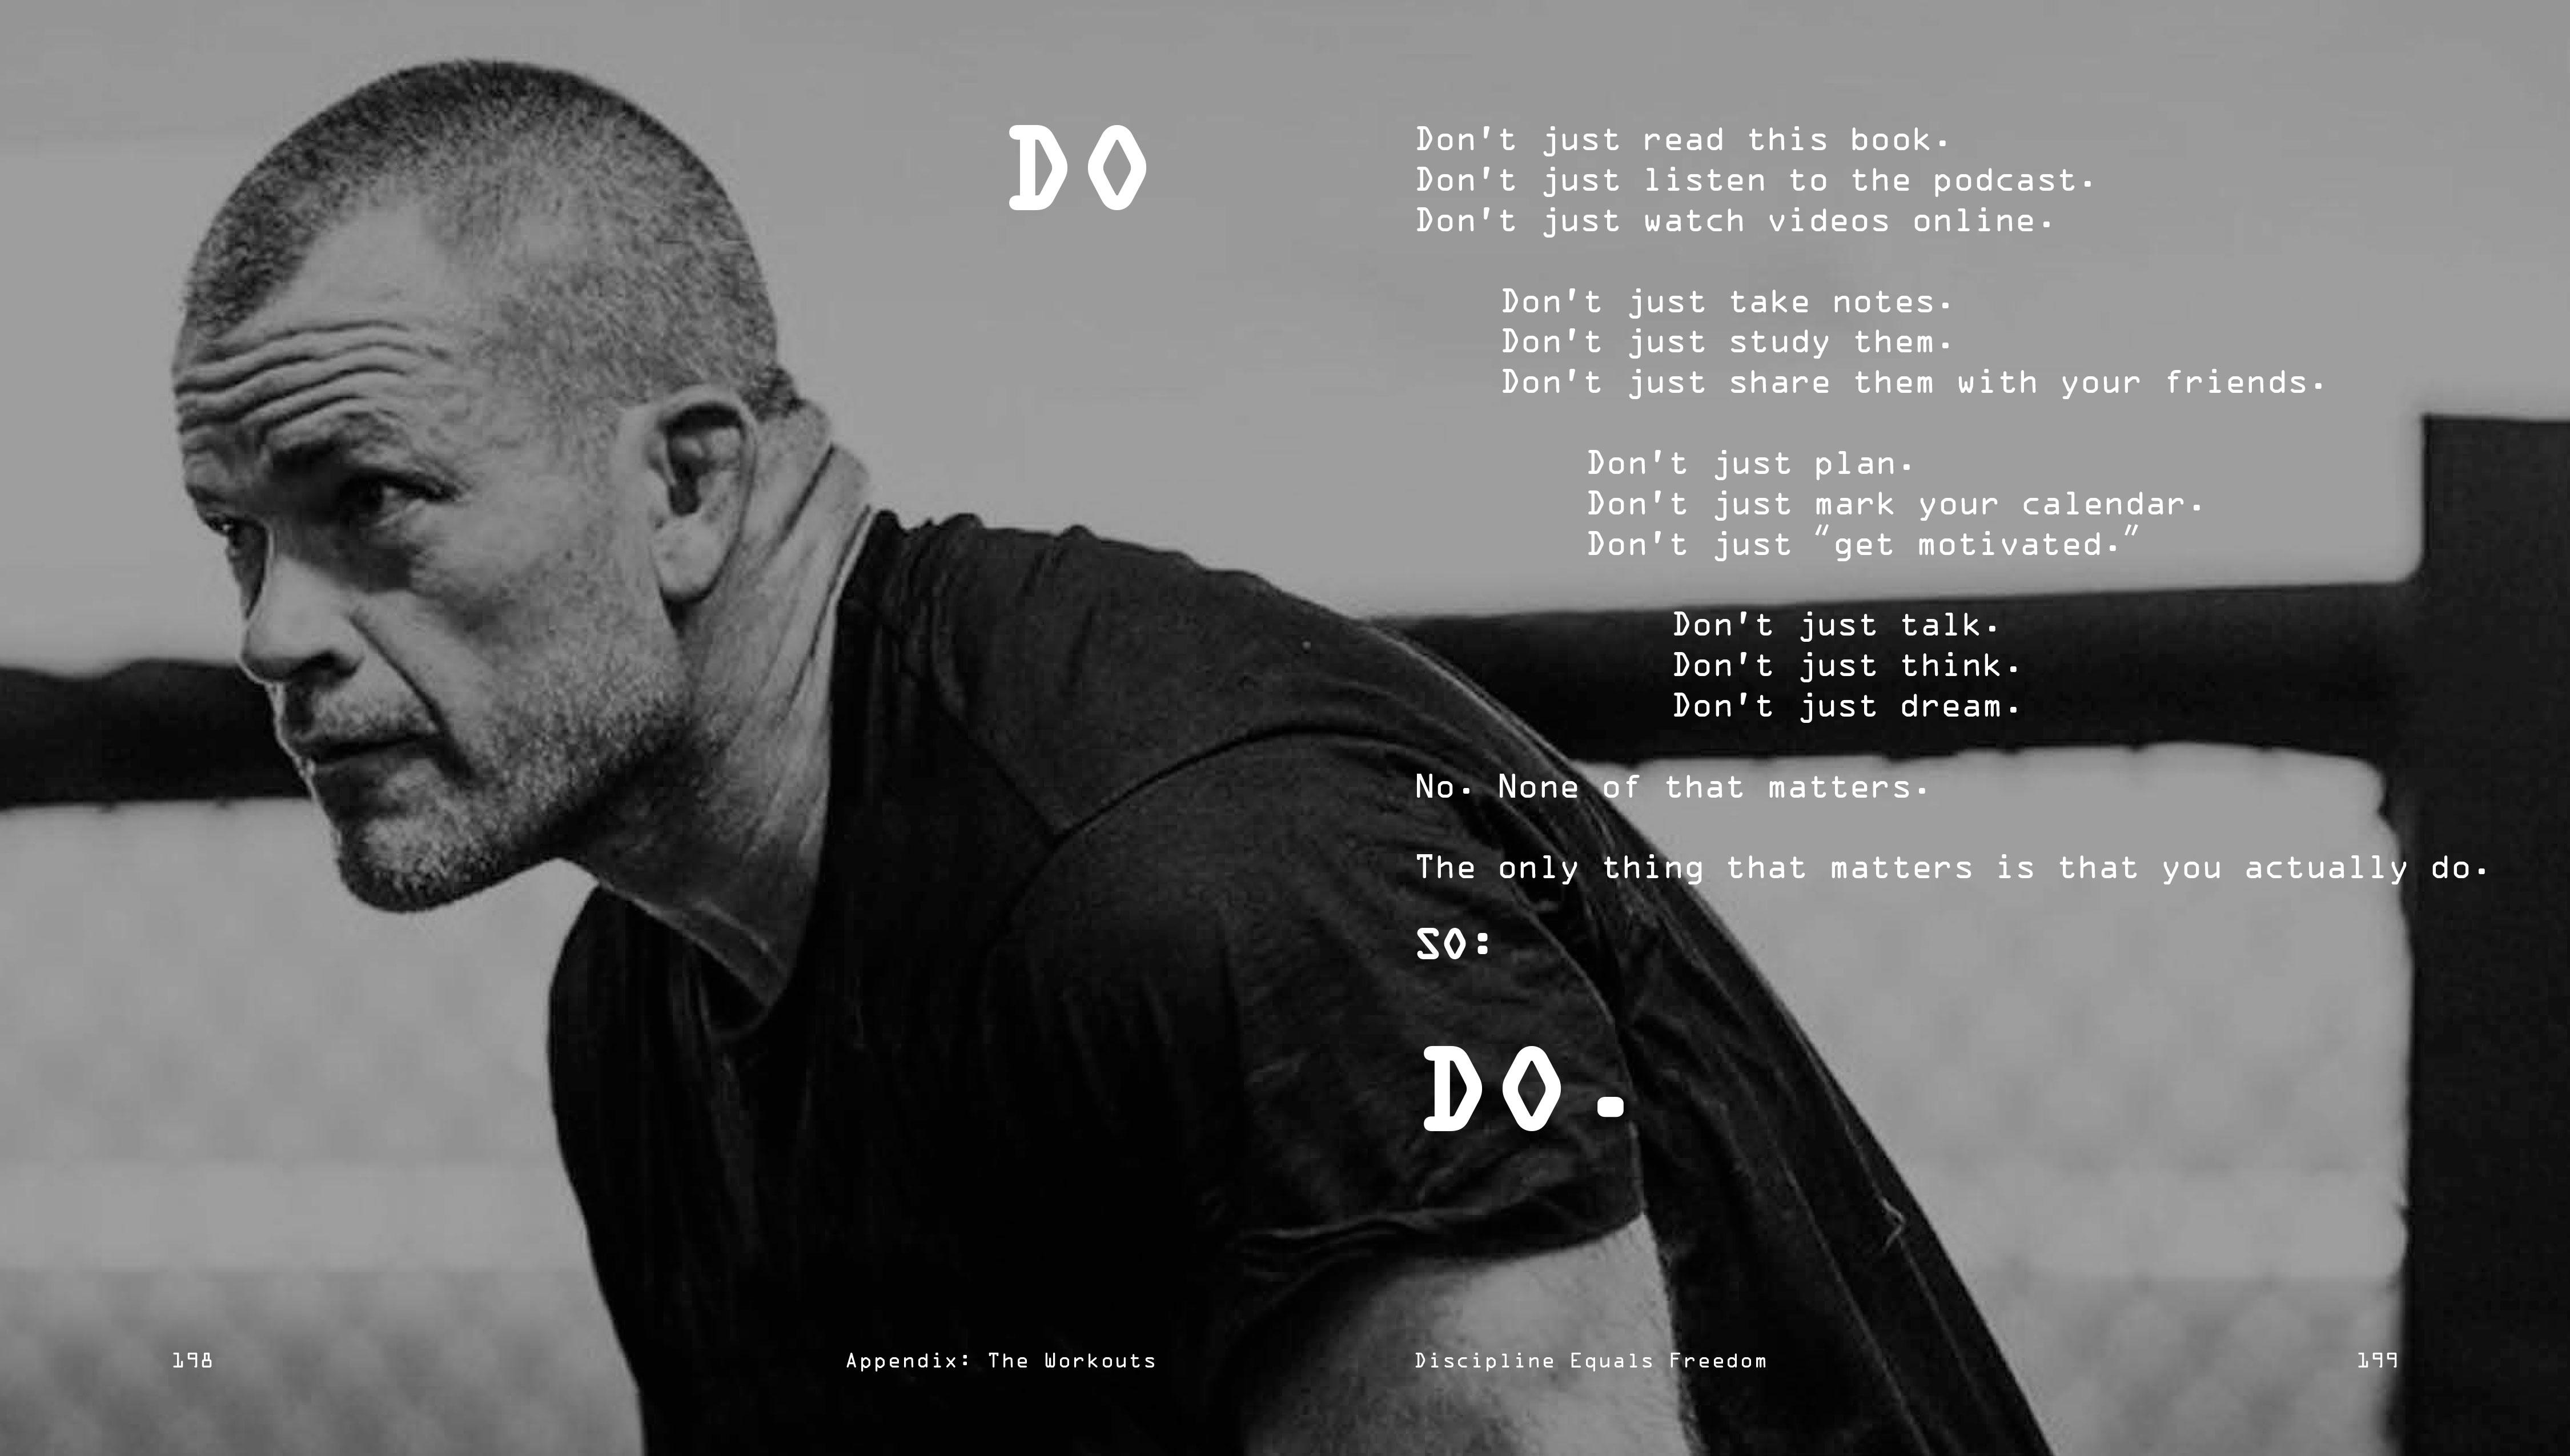 DO
Don't just read this book.
Don't just listen to the podcast.
Don't just watch videos online.
Don't just take notes.
Don't just study them.
Don't just share them with your friends.
Don't just plan.
Don't just mark your calendar.
Don't just “get motivated.”
Don't just talk.
Don't just think.
Don't just dream.
No. None of that matters.
The only thing that matters is that you actually do.
SO:
DO.
198
Appendix: The Workouts
Discipline Equals Freedom
199